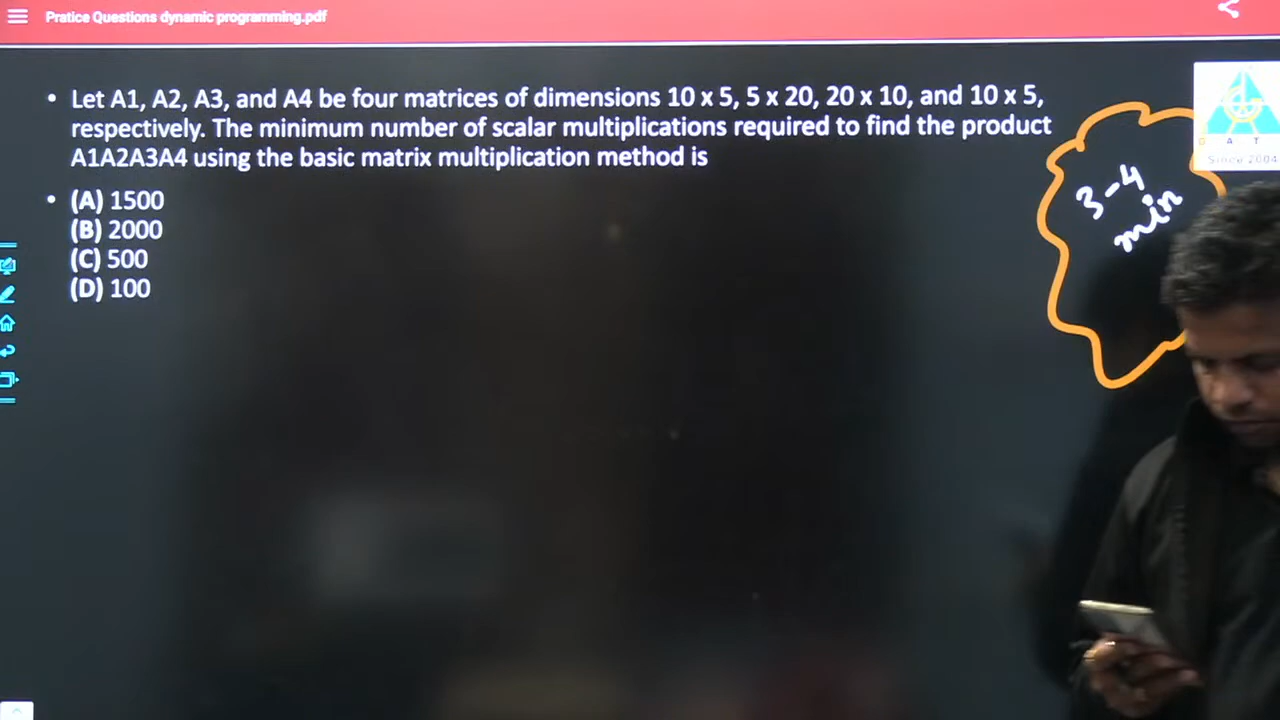 Pratice Questions dynamic programming.pdf
• Let A1, A2, A3, and A4 be four matrices of dimensions 10 x 5, 5 x 20, 20 x 10, and 10 x 5,
respectively. The minimum number of scalar multiplications required to find the product
A1A2A3A4 using the basic matrix multiplication method is
• (A) 1500
(B) 2000
(C) 500
(D) 100
3-4
min
A T
Since 2004